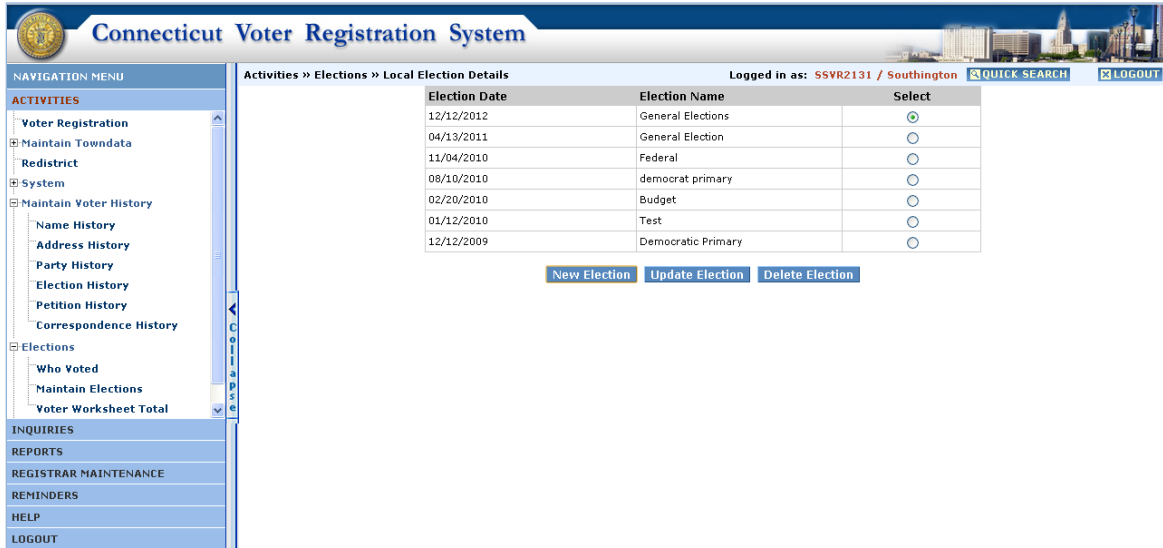 Connecticut Voter Registration System
NAVIGATION MENU
Activities » Elections » Local Election Details
Logged in as: SSVR2131 / Southington
QUICK SEARCH
LOGOUT
ACTIVITIES
Voter Registration
Maintain Towndata
Redistrict
System
Maintain Voter History
Name History
Address History
Party History
Election History
Petition History
Correspondence History
Elections
Who Voted
Maintain Elections
Voter Worksheet Total
INQUIRIES
REPORTS
REGISTRAR MAINTENANCE
REMINDERS
HELP
LOGOUT
Collapse
Election Date Election Name Select
12/12/2012 General Elections
04/13/2011 General Election
11/04/2010 Federal
08/10/2010 democrat primary
02/20/2010 Budget
01/12/2010 Test
12/12/2009 Democratic Primary
New Election Update Election Delete Election